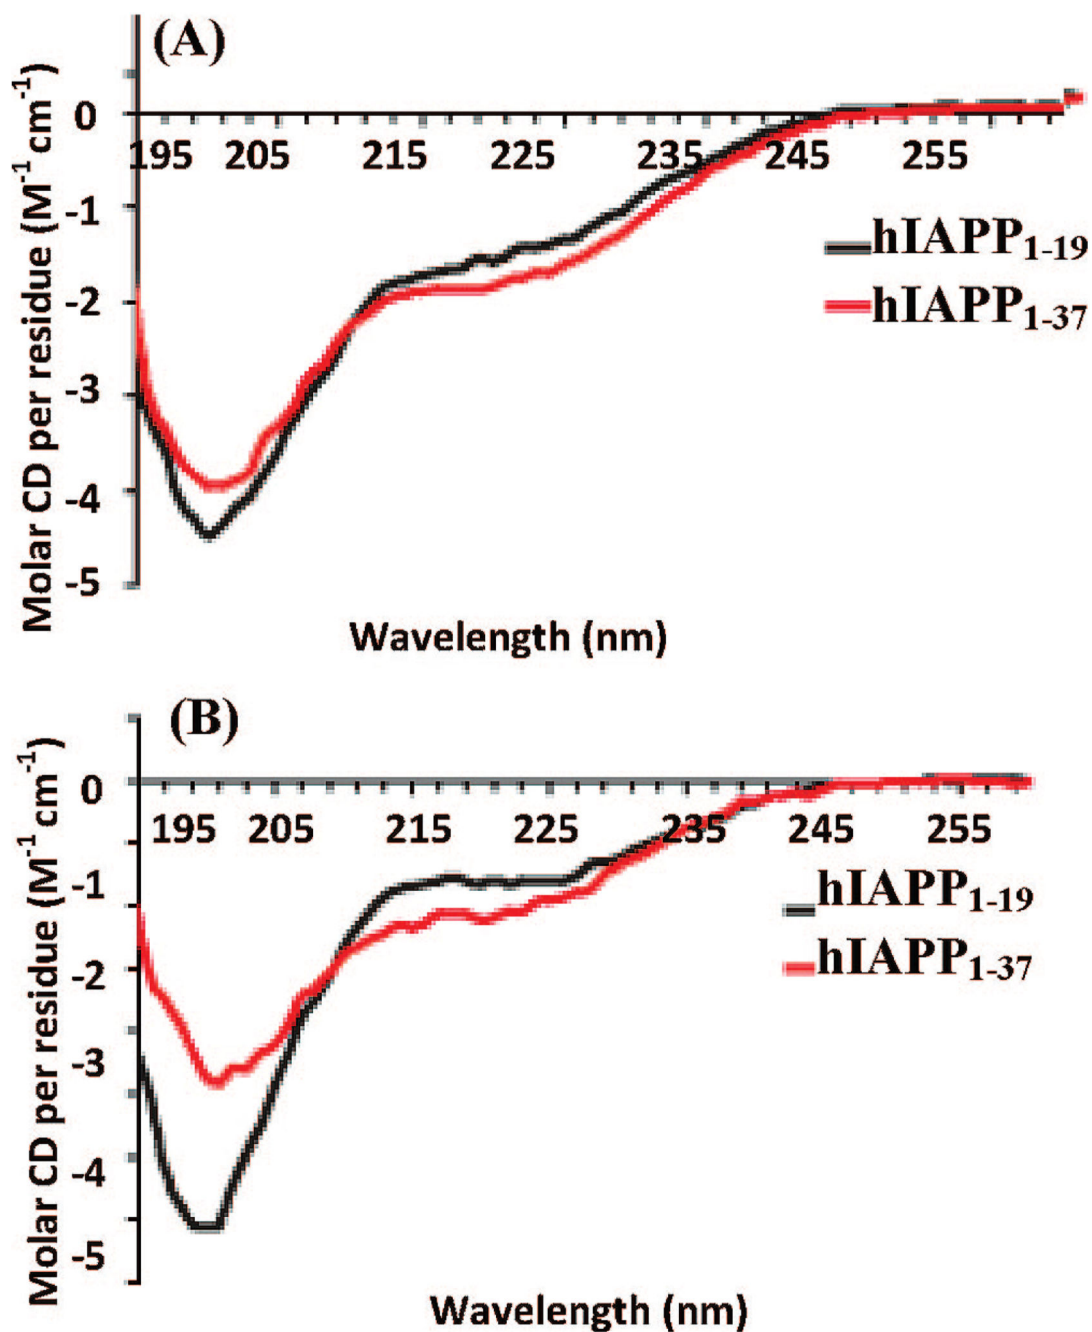 (A)
Molar CD per residue (M⁻¹ cm⁻¹)
0
-1
-2
-3
-4
-5
195 205 215 225 235 245 255
hIAPP₁₋₁₉
hIAPP₁₋₃₇
Wavelength (nm)
(B)
Molar CD per residue (M⁻¹ cm⁻¹)
0
-1
-2
-3
-4
-5
195 205 215 225 235 245 255
hIAPP₁₋₁₉
hIAPP₁₋₃₇
Wavelength (nm)